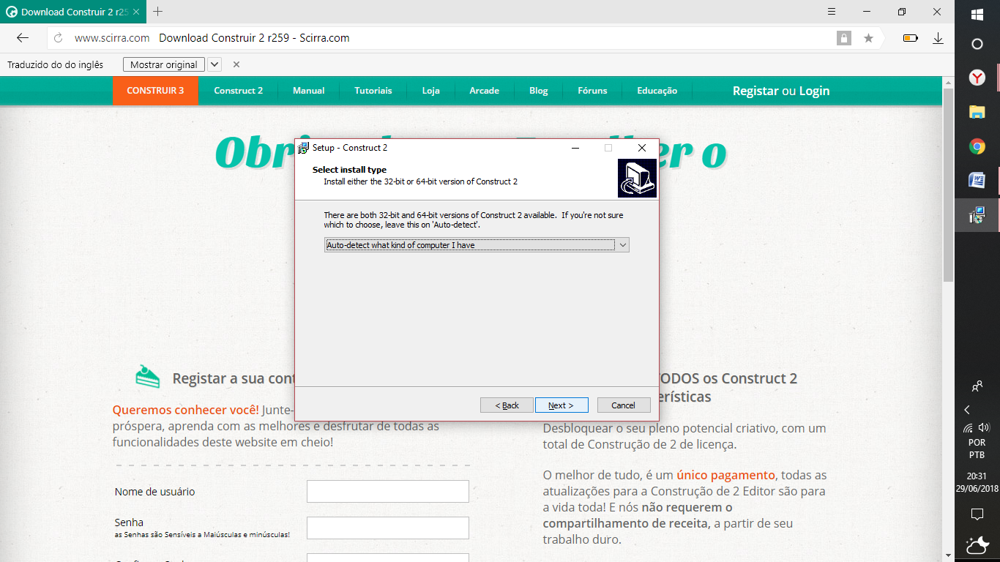 Download Construir 2 r25
www.scirra.com Download Construir 2 r259 - Scirra.com
Traduzido do do inglês Mostrar original
CONSTRUIR 3 Construct 2 Manual Tutoriais Loja Arcade Blog Fóruns Educação Registar ou Login
er o
Setup - Construct 2
Select install type
Install either the 32-bit or 64-bit version of Construct 2
There are both 32-bit and 64-bit versions of Construct 2 available. If you're not sure
which to choose, leave this on 'Auto-detect'.
Auto-detect what kind of computer I have
< Back Next > Cancel
Registar a sua
Queremos conhecer você! Junte-
próspera, aprenda com as melhores e desfrutar de todas as
funcionalidades deste website em cheio!
Nome de usuário
Senha
as Senhas são Sensíveis a Maiúsculas e minúsculas!
TODOS os Construct 2
erísticas
Desbloquear o seu pleno potencial criativo, com um
total de Construção de 2 de licença.
O melhor de tudo, é um único pagamento, todas as
atualizações para a Construção de 2 Editor são para
a vida toda! E nós não requerem o
compartilhamento de receita, a partir de seu
trabalho duro.
POR
PTB
20:31
29/06/2018